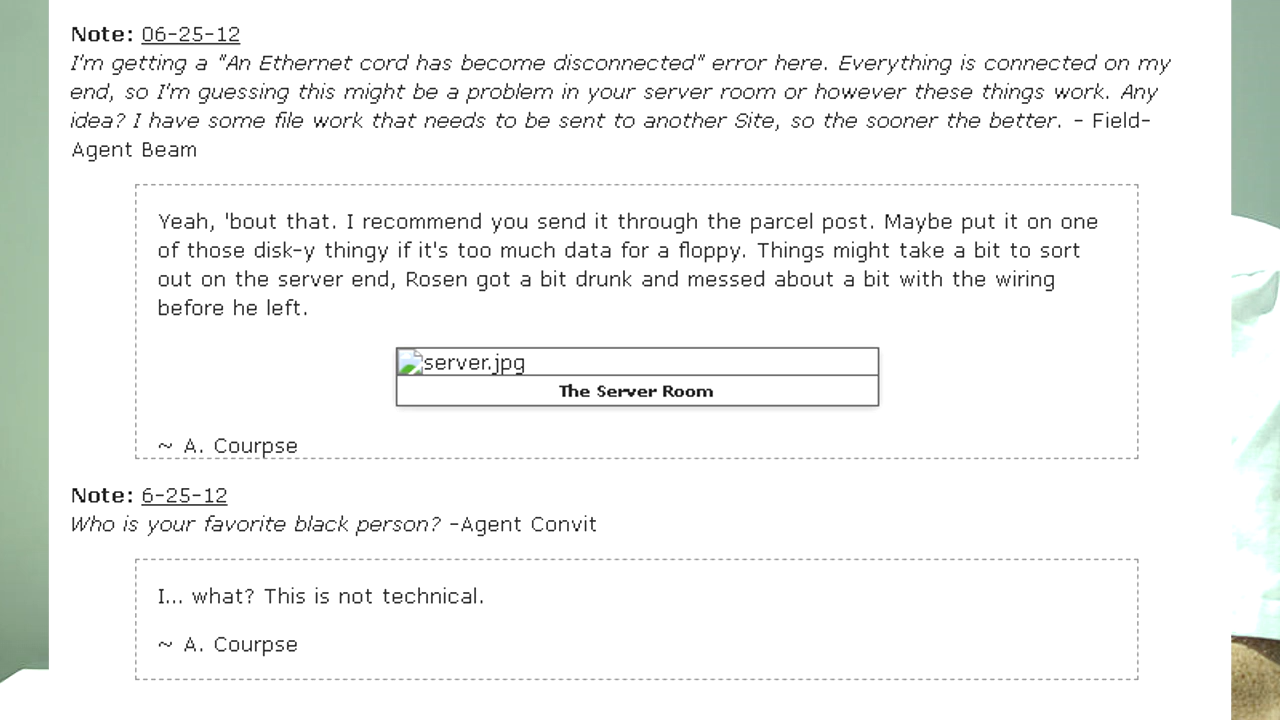 Note: 06-25-12
I'm getting a "An Ethernet cord has become disconnected" error here. Everything is connected on my
end, so I'm guessing this might be a problem in your server room or however these things work. Any
idea? I have some file work that needs to be sent to another Site, so the sooner the better. - Field-
Agent Beam
Yeah, 'bout that. I recommend you send it through the parcel post. Maybe put it on one
of those disk-y thingy if it's too much data for a floppy. Things might take a bit to sort
out on the server end, Rosen got a bit drunk and messed about a bit with the wiring
before he left.
server.jpg
The Server Room
~ A. Courpse
Note: 6-25-12
Who is your favorite black person? -Agent Convit
I... what? This is not technical.
~ A. Courpse